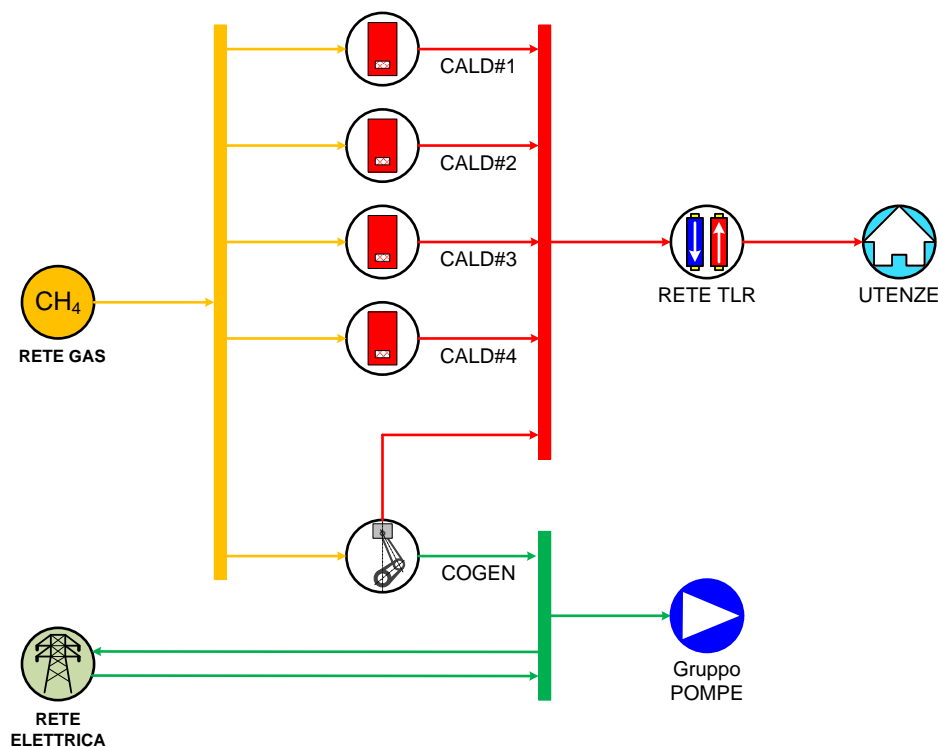 CALD#1
CALD#2
CALD#3
CALD#4
CH₄
RETE GAS
RETE TLR
UTENZE
COGEN
Gruppo
POMPE
RETE
ELETTRICA